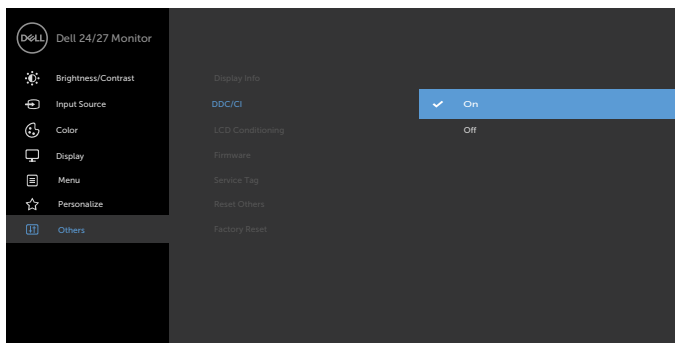 DELL Dell 24/27 Monitor
Brightness/Contrast
Display Info
Input Source
DDC/CI
On
Color
LCD Conditioning
Off
Display
Firmware
Menu
Service Tag
Personalize
Reset Others
Others
Factory Reset